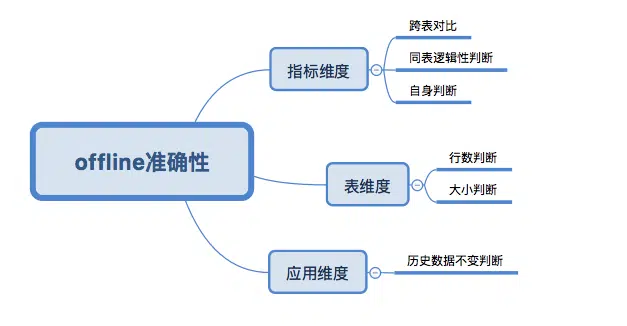 offline准确性
指标维度
跨表对比
同表逻辑性判断
自身判断
表维度
行数判断
大小判断
应用维度
历史数据不变判断